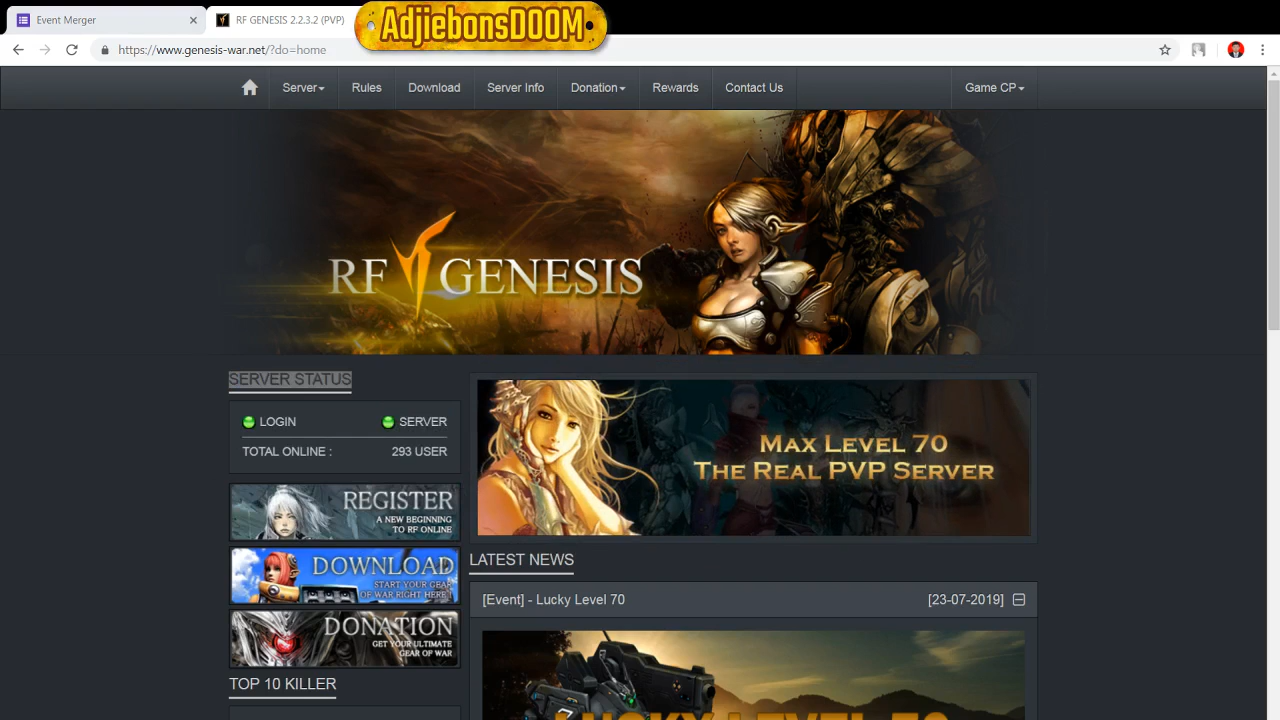 Event Merger
RF GENESIS 2.2.3.2 (PVP)
AdjiebonsDOOM
https://www.genesis-war.net/?do=home
Server
Rules
Download
Server Info
Donation
Rewards
Contact Us
Game CP
RF GENESIS
SERVER STATUS
LOGIN
SERVER
TOTAL ONLINE :
293 USER
REGISTER
A NEW BEGINNING
TO RF ONLINE
DOWNLOAD
START YOUR GEAR
OF WAR RIGHT HERE !
DONATION
GET YOUR ULTIMATE
GEAR OF WAR
TOP 10 KILLER
MAX LEVEL 70
THE REAL PVP SERVER
LATEST NEWS
[Event] - Lucky Level 70
[23-07-2019]
LUCKY LEVEL 70